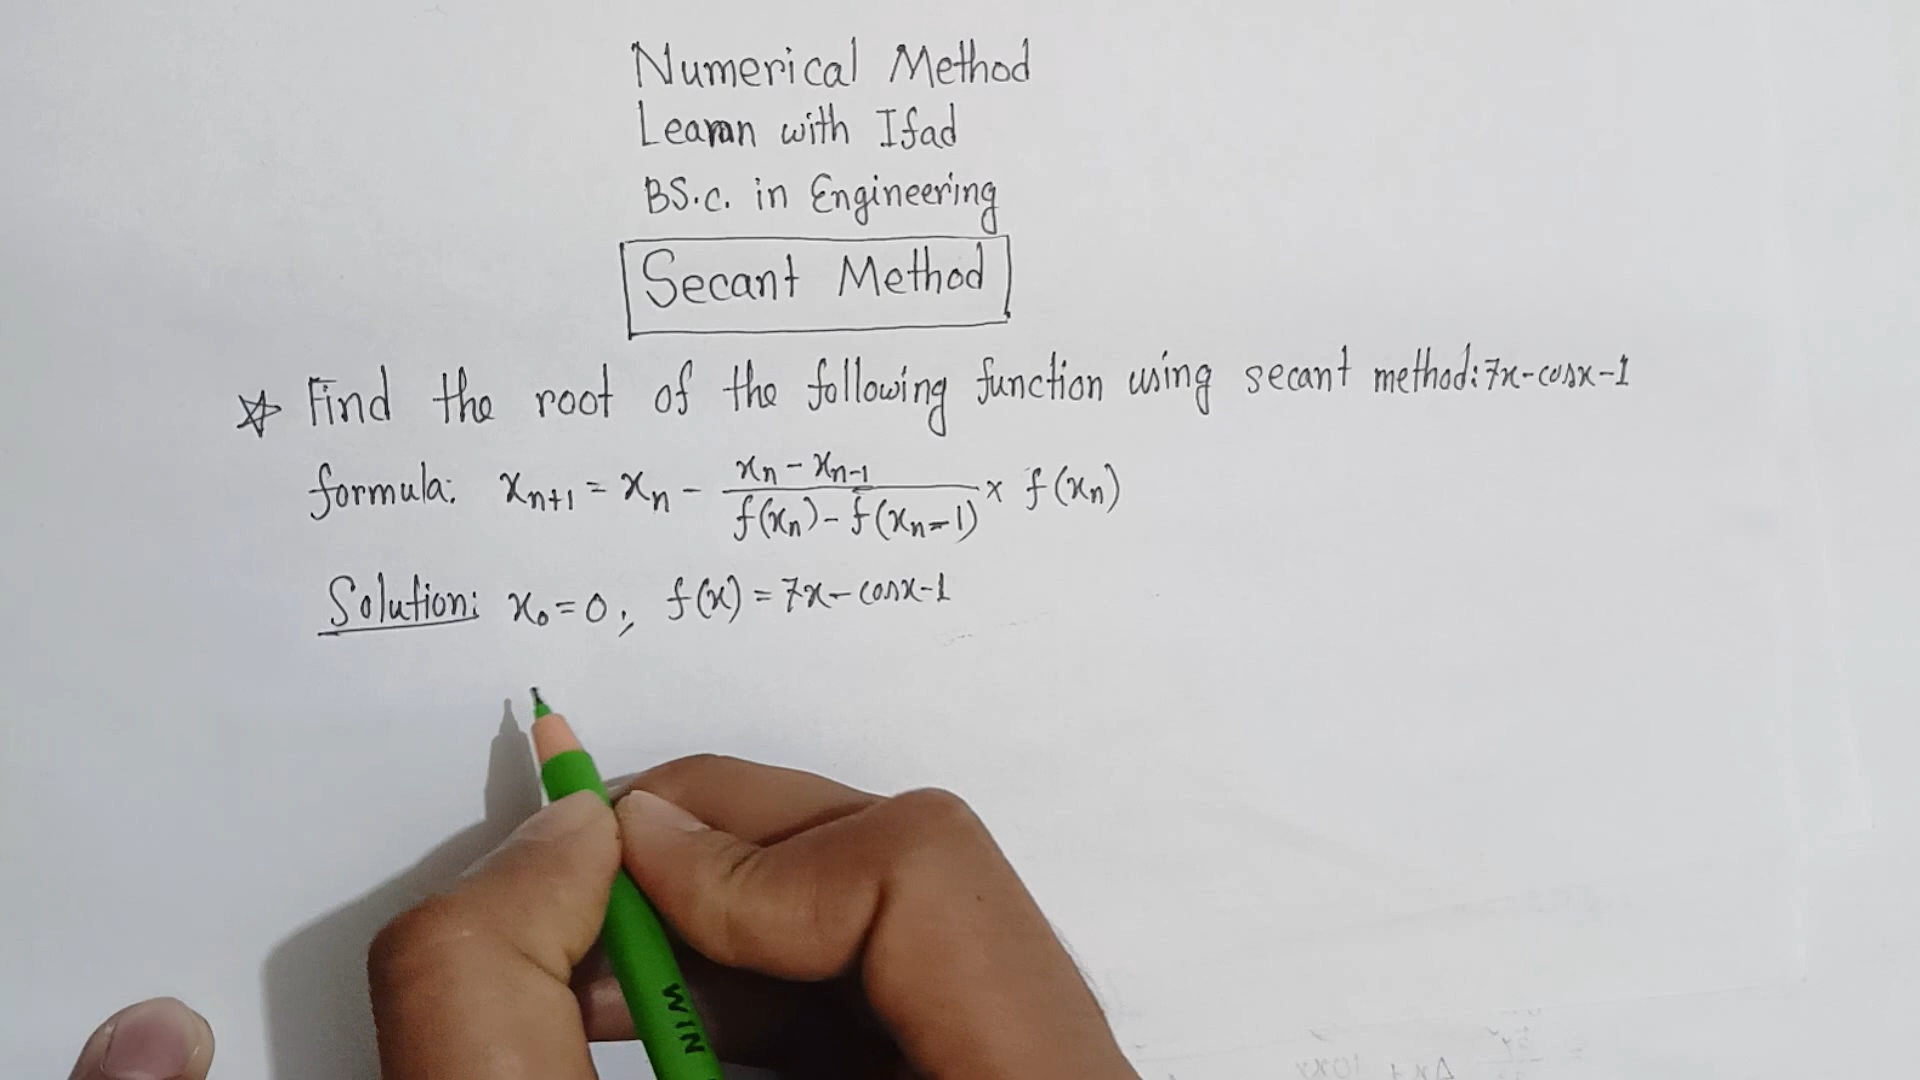 Numerical Method
Learn with Ifad
BS.c. in Engineering
Secant Method
☆ Find the root of the following function using secant method: 7x-cosx-1
formula: xₙ₊₁ = xₙ - (xₙ - xₙ₋₁)/(f(xₙ) - f(xₙ₋₁)) × f(xₙ)
Solution: x₀ = 0; f(x) = 7x - cosx - 1
WIN